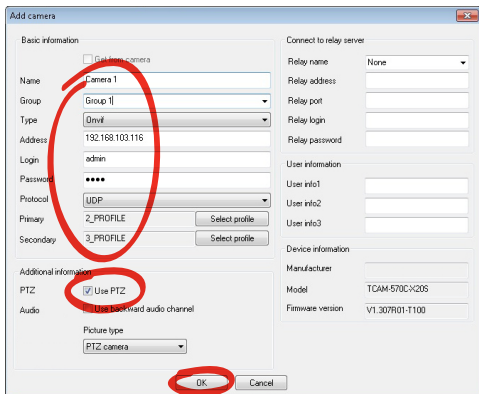 Add camera
Basic information
Get from camera
Name Camera 1
Group Group 1
Type Onvif
Address 192.168.103.116
Login admin
Password ••••
Protocol UDP
Primary 2_PROFILE Select profile
Secondary 3_PROFILE Select profile
Additional information
PTZ Use PTZ
Audio Use backward audio channel
Picture type
PTZ camera
Connect to relay server
Relay name None
Relay address
Relay port
Relay login
Relay password
User information
User info1
User info2
User info3
Device information
Manufacturer
Model TCAM-570C-X20S
Firmware version V1.307R01-T100
OK Cancel